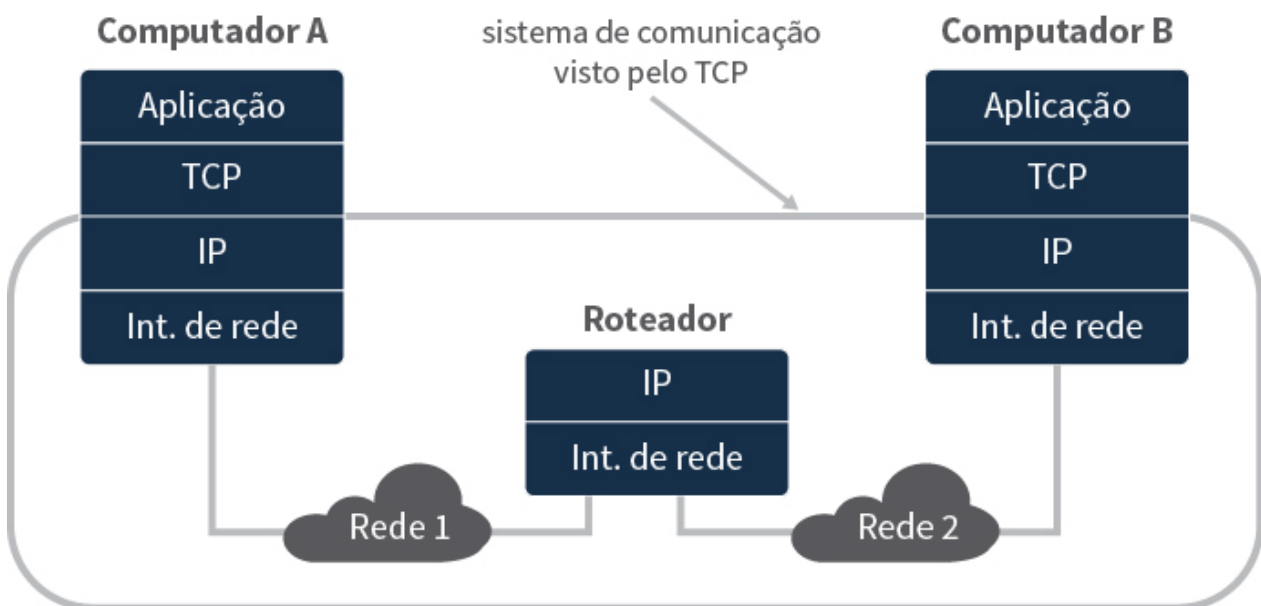 Computador A
sistema de comunicação
visto pelo TCP
Computador B
Aplicação
TCP
IP
Int. de rede
Aplicação
TCP
IP
Int. de rede
Roteador
IP
Int. de rede
Rede 1
Rede 2